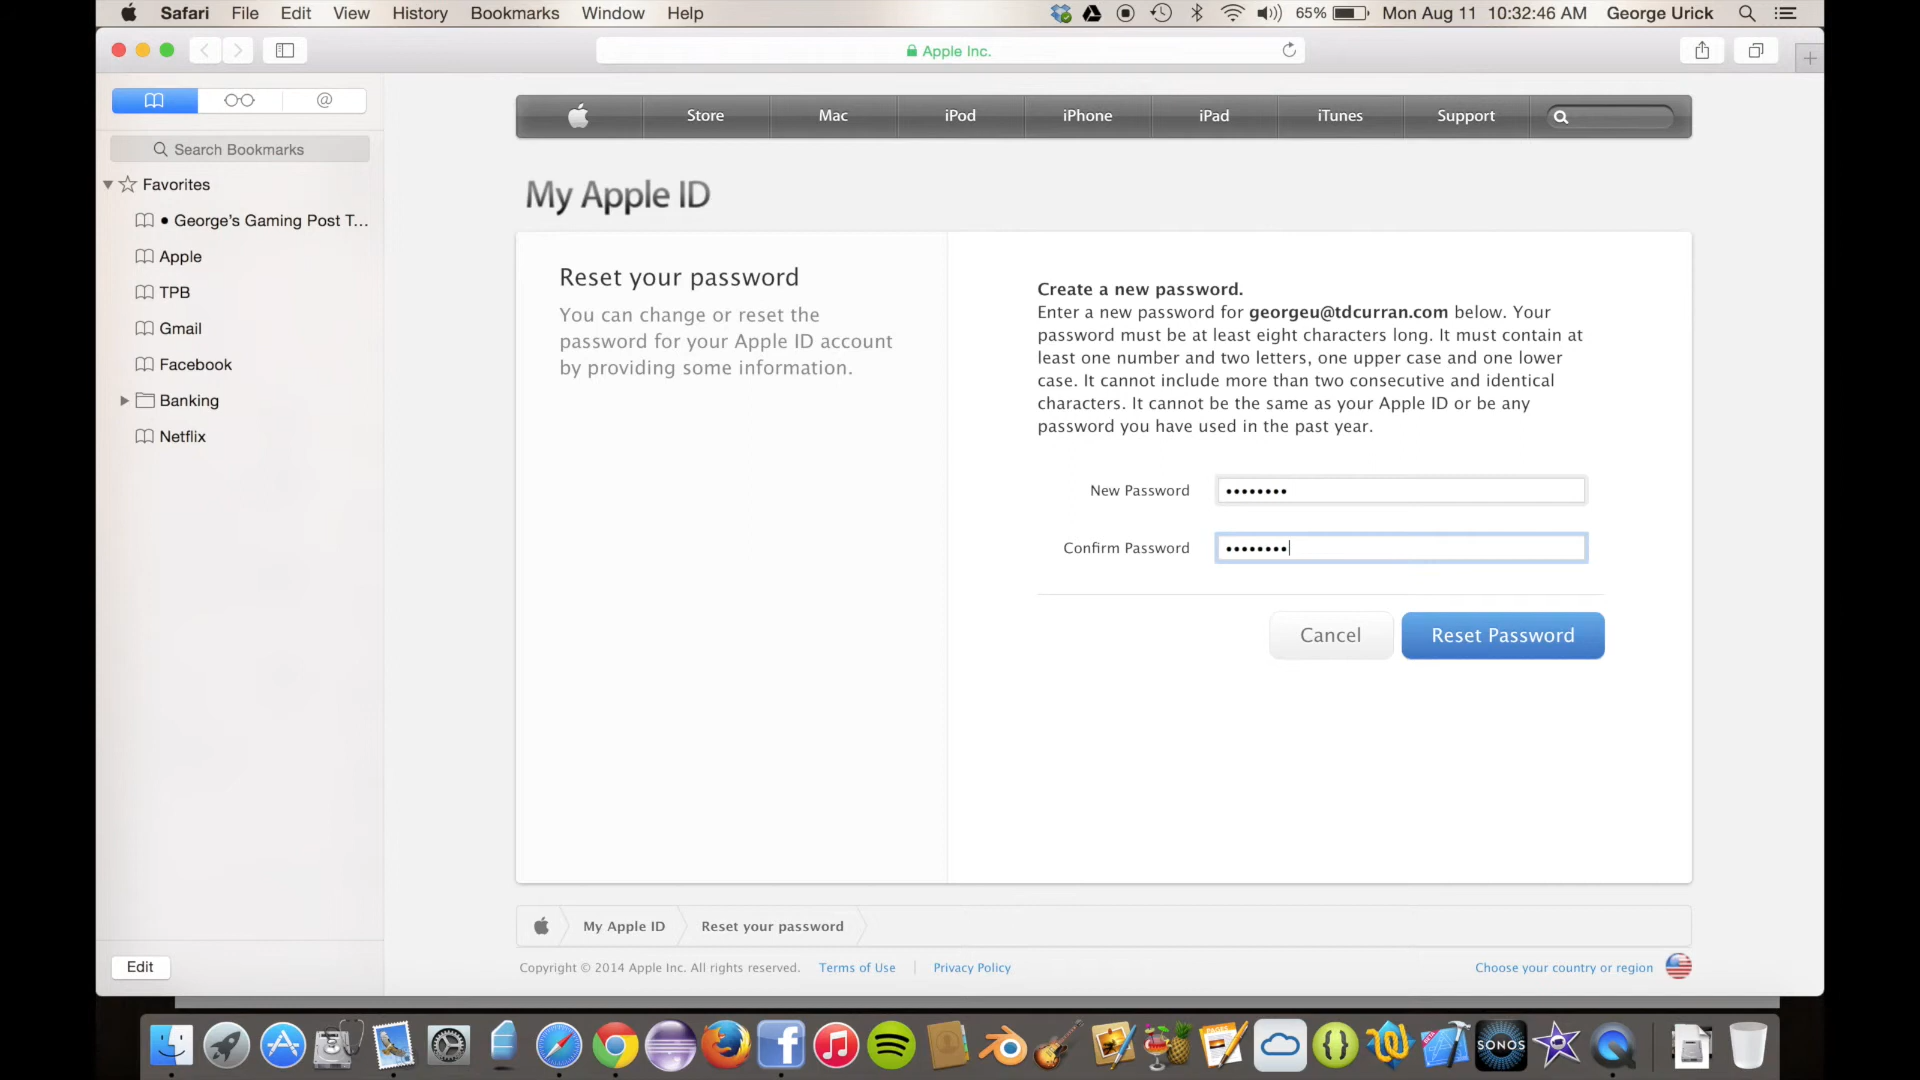 Safari File Edit View History Bookmarks Window Help 65% Mon Aug 11 10:32:46 AM George Urick
Apple Inc.
@
Search Bookmarks
Favorites
• George’s Gaming Post T...
Apple
TPB
Gmail
Facebook
Banking
Netflix
Edit
Store Mac iPod iPhone iPad iTunes Support
My Apple ID
Reset your password
You can change or reset the
password for your Apple ID account
by providing some information.
Create a new password.
Enter a new password for georgeu@tdcurran.com below. Your
password must be at least eight characters long. It must contain at
least one number and two letters, one upper case and one lower
case. It cannot include more than two consecutive and identical
characters. It cannot be the same as your Apple ID or be any
password you have used in the past year.
New Password ••••••••
Confirm Password ••••••••
Cancel Reset Password
My Apple ID Reset your password
Copyright © 2014 Apple Inc. All rights reserved. Terms of Use | Privacy Policy Choose your country or region
PAGES
SONOS